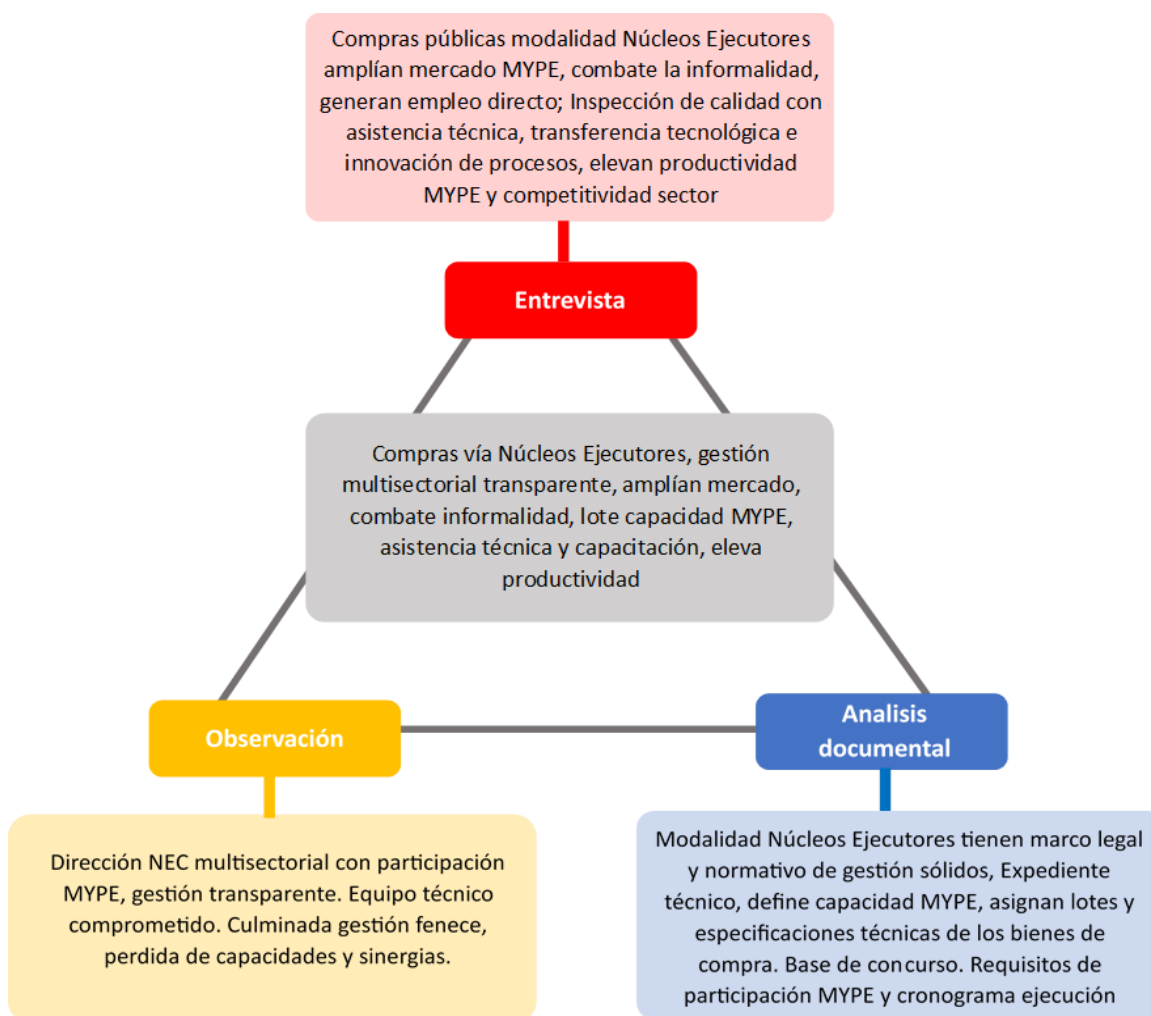 Compras públicas modalidad Núcleos Ejecutores
amplían mercado MYPE, combate la informalidad,
generan empleo directo; Inspección de calidad con
asistencia técnica, transferencia tecnológica e
innovación de procesos, elevan productividad
MYPE y competitividad sector
Entrevista
Compras vía Núcleos Ejecutores, gestión
multisectorial transparente, amplían mercado,
combate informalidad, lote capacidad MYPE,
asistencia técnica y capacitación, eleva
productividad
Observación
Analisis
documental
Dirección NEC multisectorial con participación
MYPE, gestión transparente. Equipo técnico
comprometido. Culminada gestión fenece,
perdida de capacidades y sinergias.
Modalidad Núcleos Ejecutores tienen marco legal
y normativo de gestión sólidos, Expediente
técnico, define capacidad MYPE, asignan lotes y
especificaciones técnicas de los bienes de
compra. Base de concurso. Requisitos de
participación MYPE y cronograma ejecución